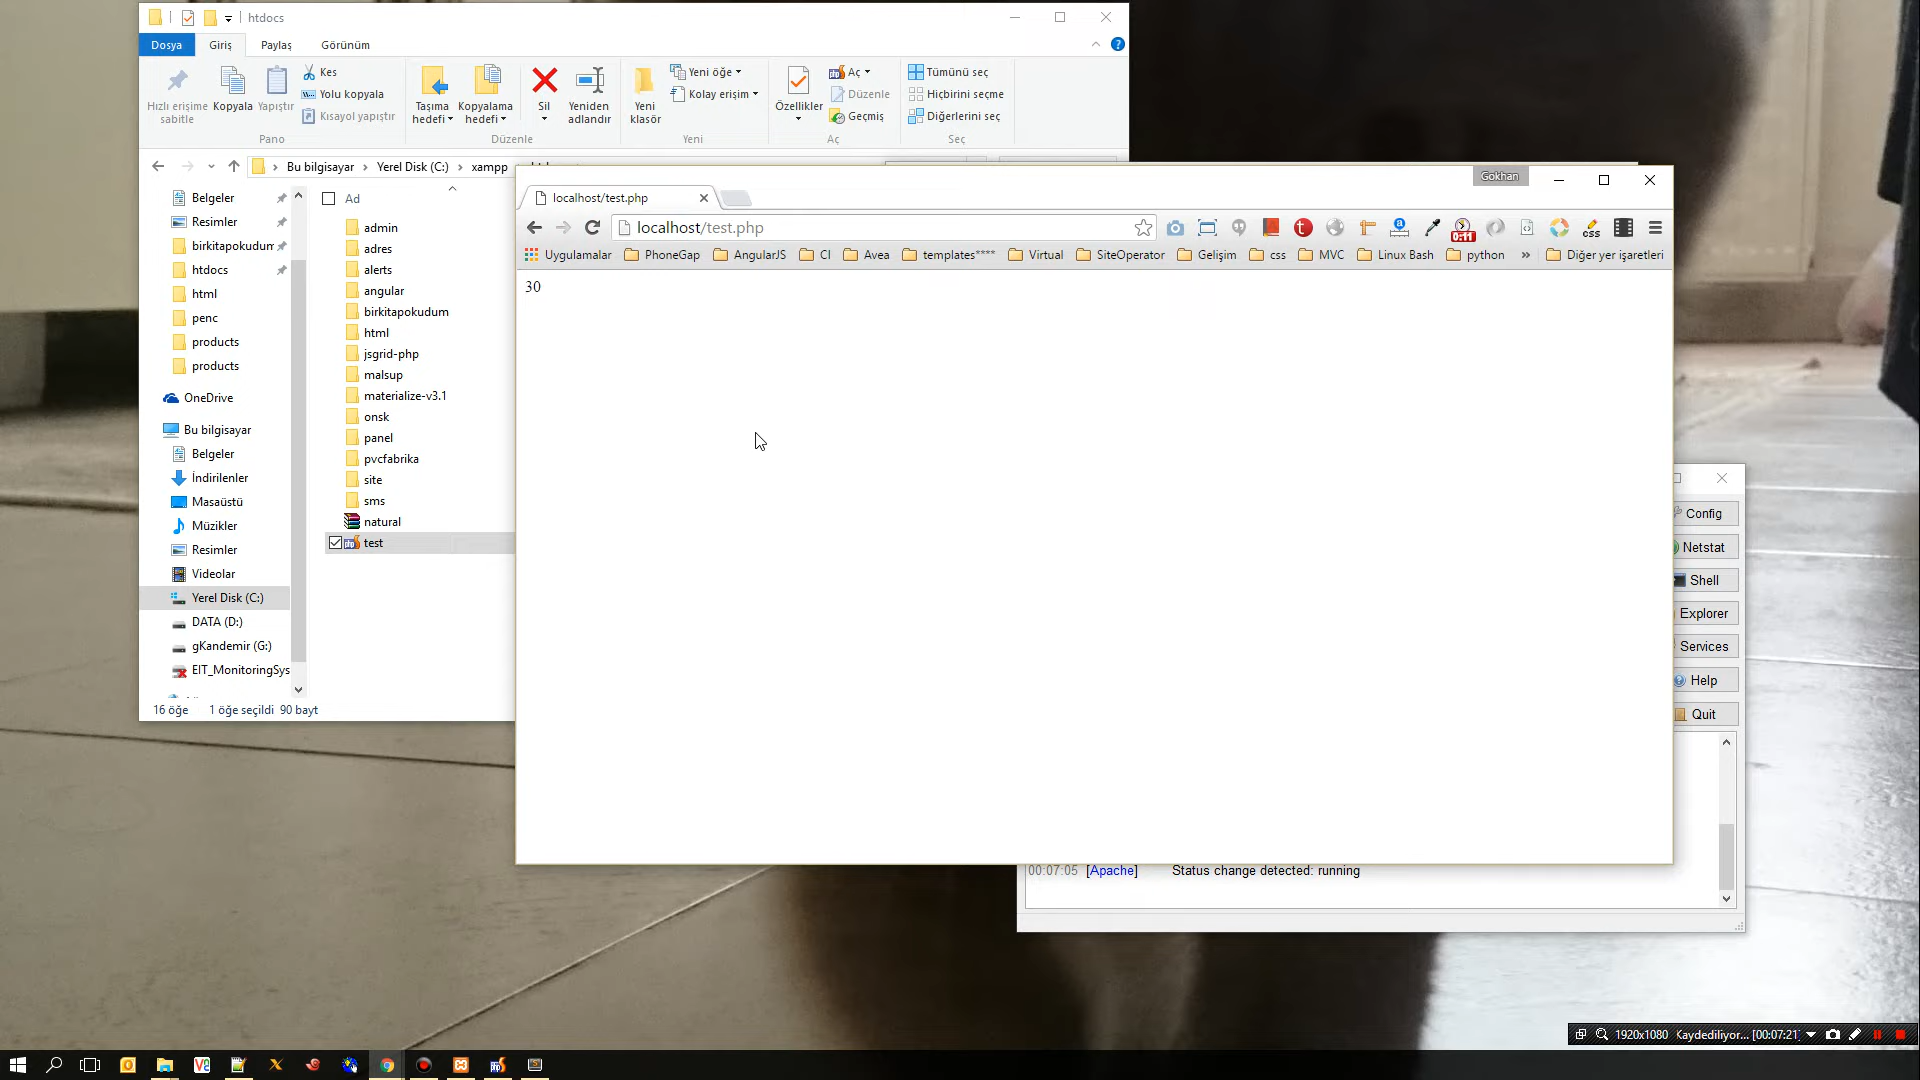 htdocs
Dosya Giriş Paylaş Görünüm
Hızlı erişime sabitle
Kopyala
Yapıştır
Kes
Yolu kopyala
Kısayol yapıştır
Pano
Taşıma hedefi
Kopyalama hedefi
Sil
Yeniden adlandır
Düzenle
Yeni klasör
Yeni öğe
Kolay erişim
Yeni
Özellikler
Aç
Düzenle
Geçmiş
Aç
Tümünü seç
Hiçbirini seçme
Diğerlerini seç
Seç
Bu bilgisayar > Yerel Disk (C:) > xampp
Belgeler
Resimler
birkitapokudum
htdocs
html
penc
products
products
OneDrive
Bu bilgisayar
Belgeler
İndirilenler
Masaüstü
Müzikler
Resimler
Videolar
Yerel Disk (C:)
DATA (D:)
gKandemir (G:)
EIT_MonitoringSys
Ad
admin
adres
alerts
angular
birkitapokudum
html
jsgrid-php
malsup
materialize-v3.1
onsk
panel
pvcfabrika
site
sms
natural
test
16 öğe 1 öğe seçildi 90 bayt
Gökhan
localhost/test.php
localhost/test.php
0:11
css
Uygulamalar PhoneGap AngularJS CI Avea templates**** Virtual SiteOperator Gelişim css MVC Linux Bash python » Diğer yer işaretleri
30
Config
Netstat
Shell
Explorer
Services
Help
Quit
00:07:05 [Apache] Status change detected: running
1920x1080 Kaydediliyor... [00:07:21]